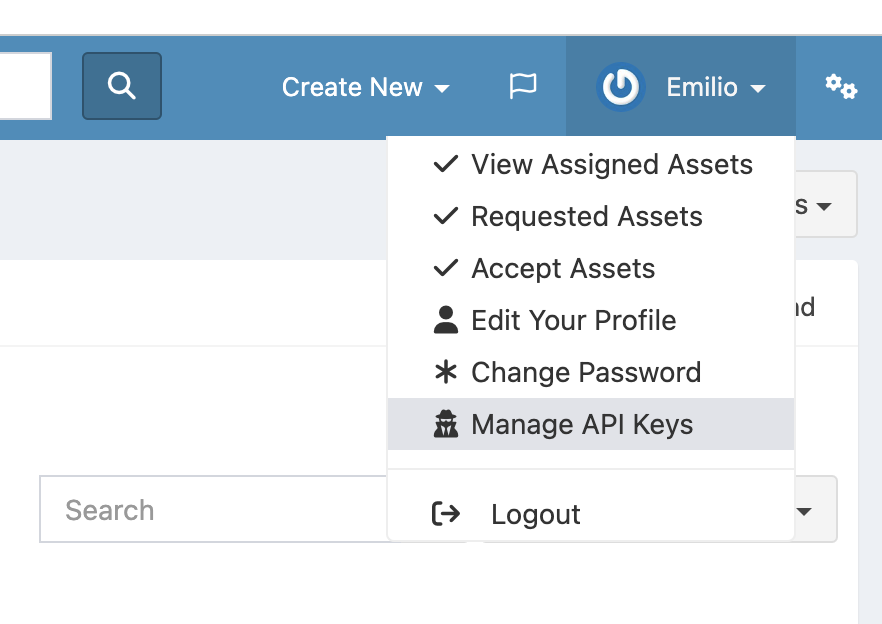 Create New
Emilio
View Assigned Assets
Requested Assets
Accept Assets
Edit Your Profile
Change Password
Manage API Keys
Search
Logout